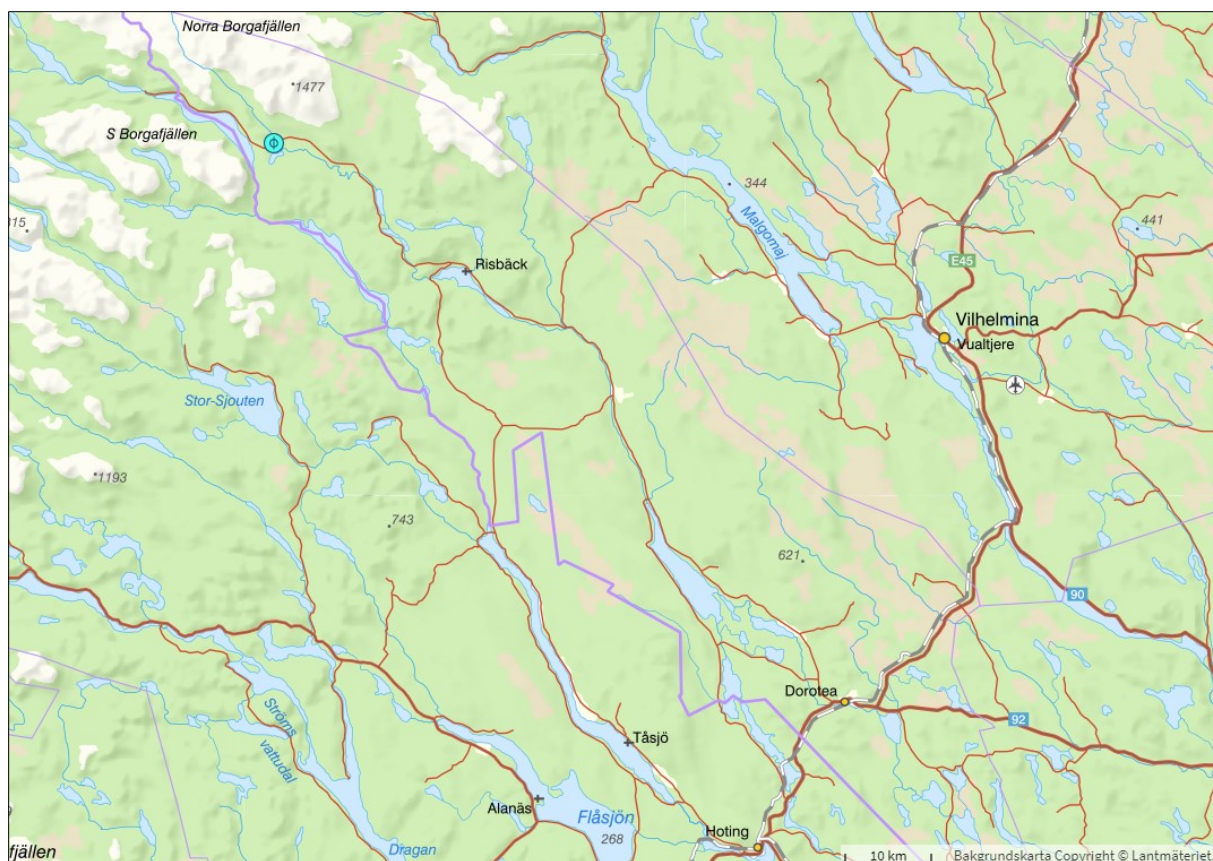 Norra Borgafjällen
1477
S Borgafjällen
344
Malgomaj
441
815
Risbäck
E45
Vilhelmina
Vualtjere
Stor-Sjouten
1193
743
621
90
Dorotea
92
Ströms
vattudal
Tåsjö
Alanäs
Flåsjön
268
Hoting
Dragan
fjällen
10 km
Bakgrundskarta Copyright © Lantmäteriet